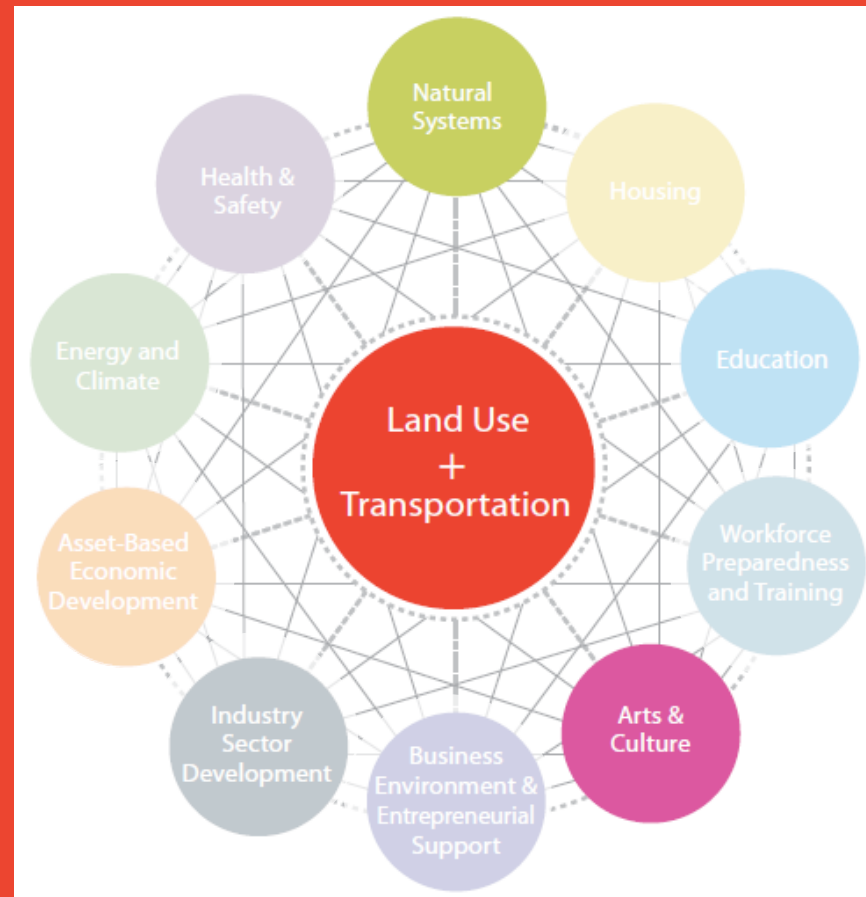 Natural
Systems
Housing
Education
Workforce
Preparedness
and Training
Arts &
Culture
Business
Environment &
Entrepreneurial
Support
Industry
Sector
Development
Asset-Based
Economic
Development
Energy and
Climate
Health &
Safety
Land Use
+
Transportation